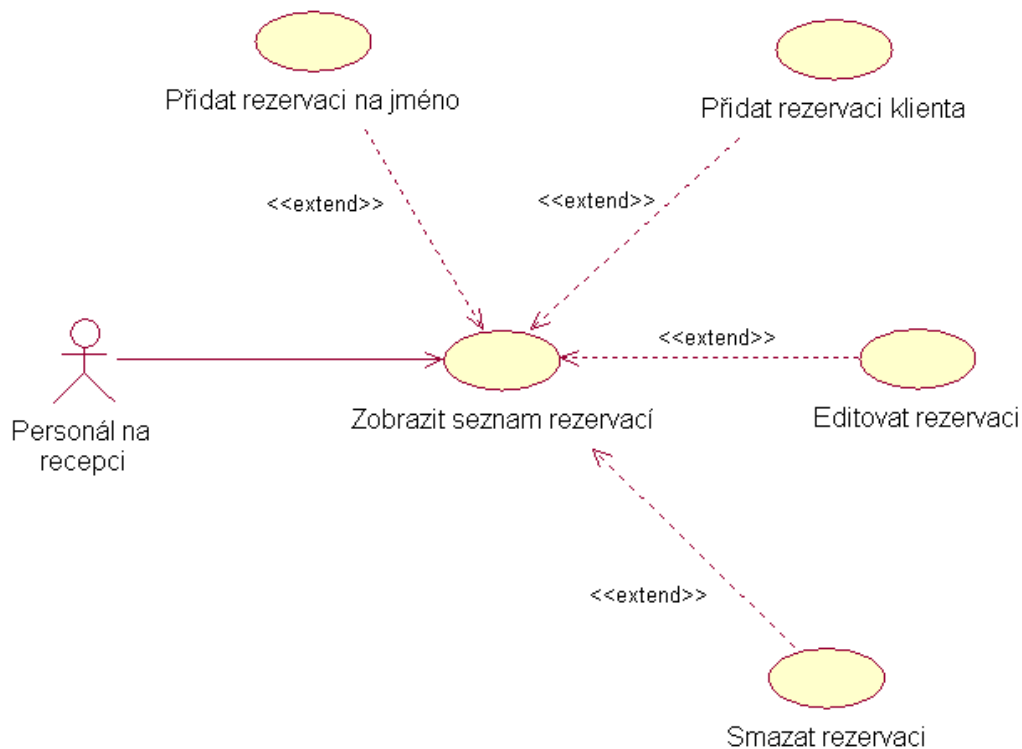 Přidat rezervaci na jméno
Přidat rezervaci klienta
<<extend>>
<<extend>>
<<extend>>
Personál na
recepci
Zobrazit seznam rezervací
Editovat rezervaci
<<extend>>
Smazat rezervaci